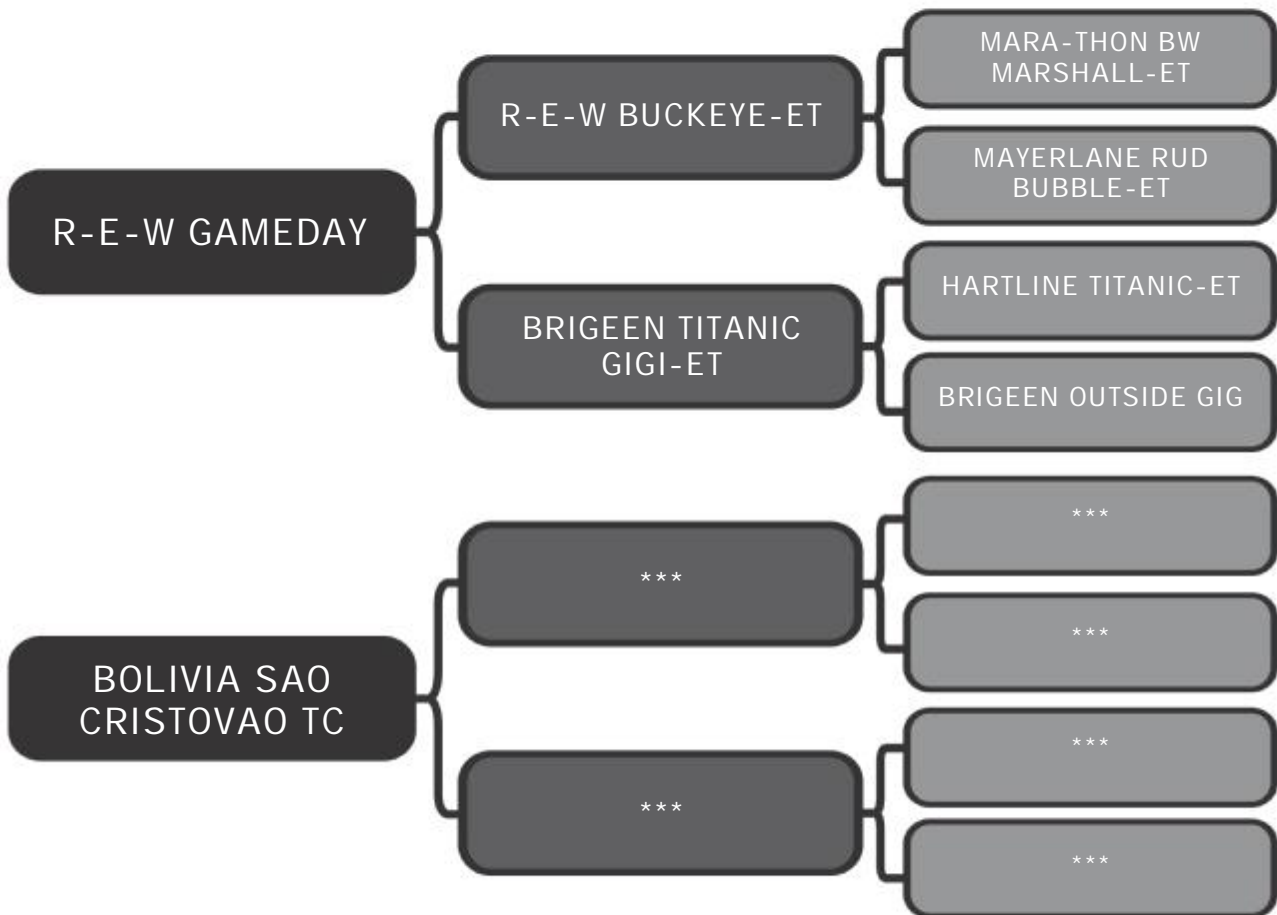 MARA-THON BW
MARSHALL-ET
R-E-W BUCKEYE-ET
MAYERLANE RUD
BUBBLE-ET
R-E-W GAMEDAY
HARTLINE TITANIC-ET
BRIGEEN TITANIC
GIGI-ET
BRIGEEN OUTSIDE GIG
***
***
***
BOLIVIA SAO
CRISTOVAO TC
***
***
***